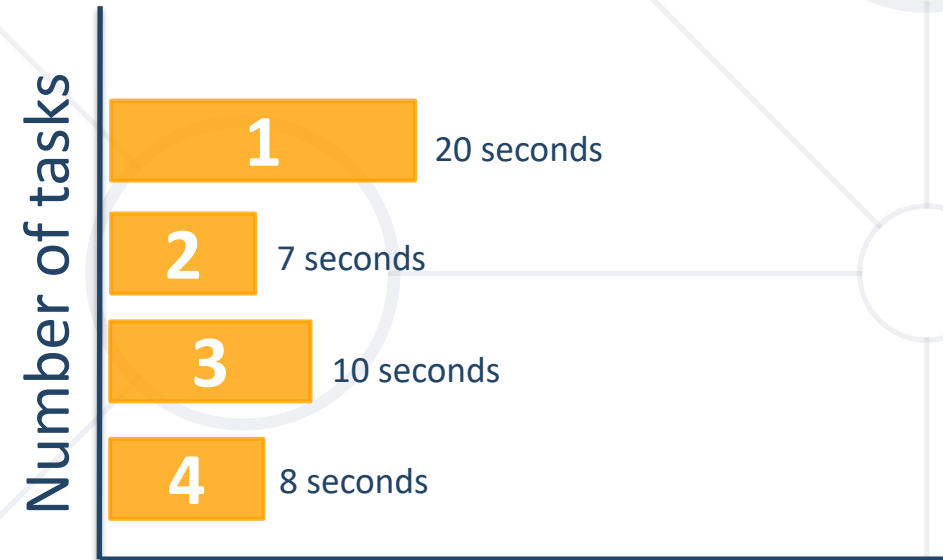 Number of tasks
1
20 seconds
2
7 seconds
3
10 seconds
4
8 seconds